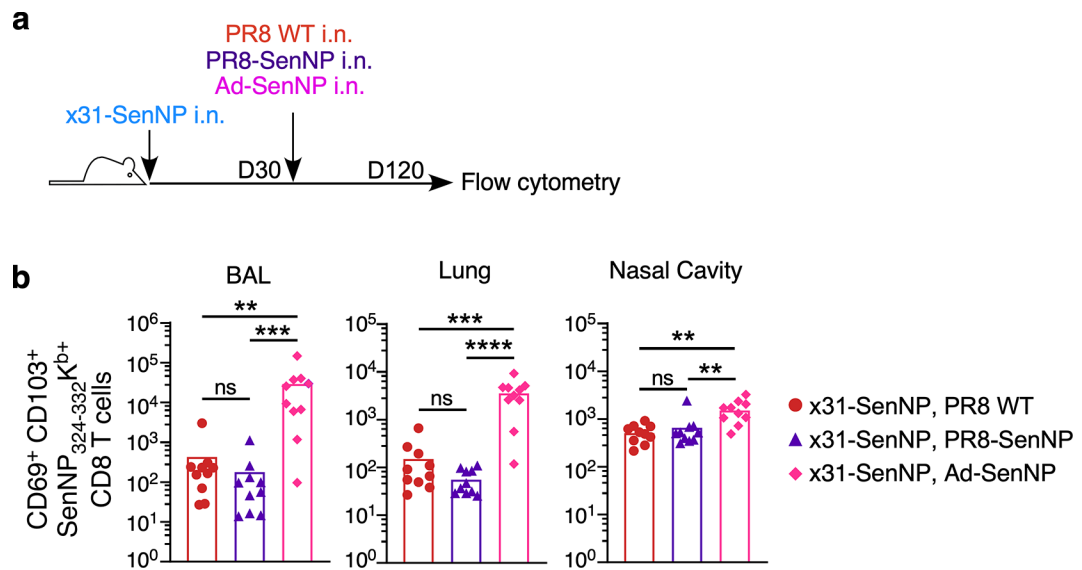 a
PR8 WT i.n.
PR8-SenNP i.n.
Ad-SenNP i.n.
x31-SenNP i.n.
D30
D120
Flow cytometry
b
BAL
Lung
Nasal Cavity
CD69+ CD103+
SenNP324-332Kb+
CD8 T cells
**
***
ns
10^6
10^5
10^4
10^3
10^2
10^1
10^0
***
****
ns
10^5
10^4
10^3
10^2
10^1
10^0
**
**
ns
10^5
10^4
10^3
10^2
10^1
10^0
x31-SenNP, PR8 WT
x31-SenNP, PR8-SenNP
x31-SenNP, Ad-SenNP